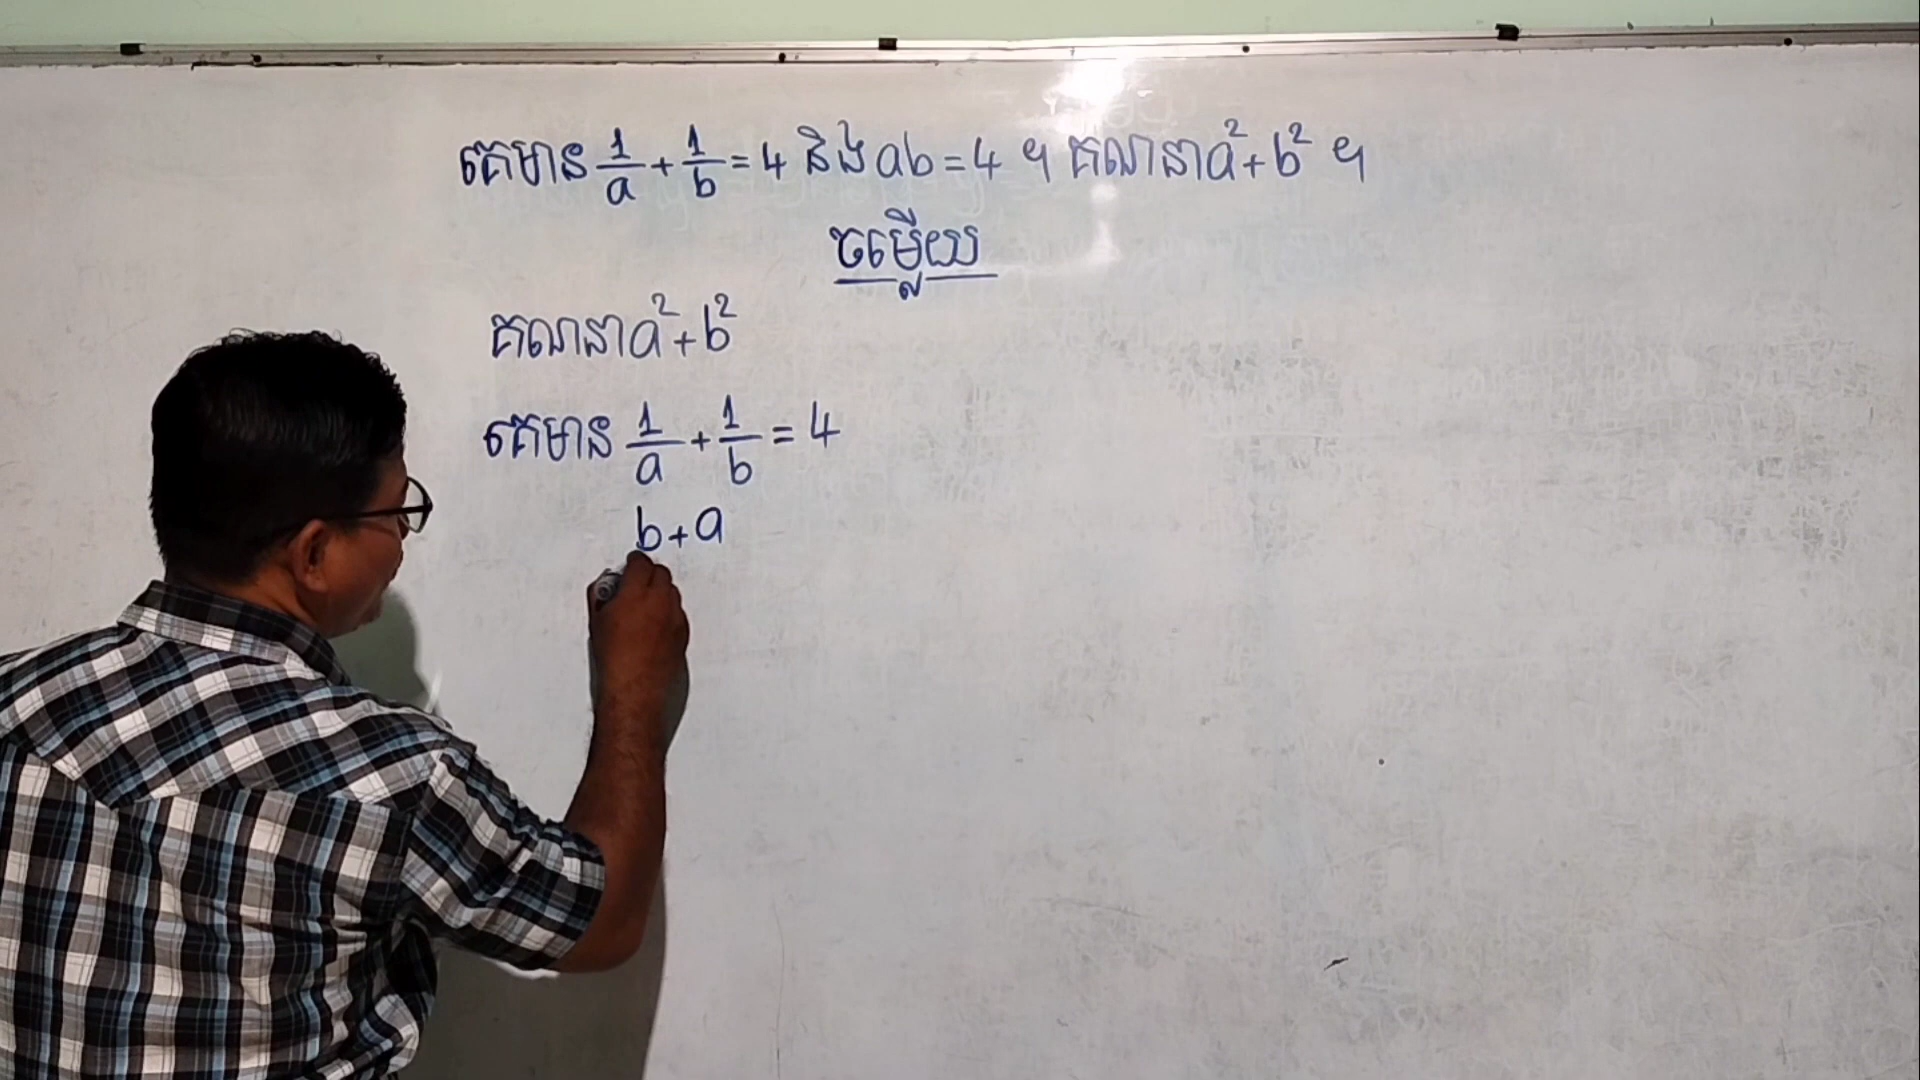 គេមាន 1/a + 1/b = 4 និង ab = 4 ។ គណនា a² + b² ។
ចម្លើយ
គណនា a² + b²
គេមាន 1/a + 1/b = 4
b + a